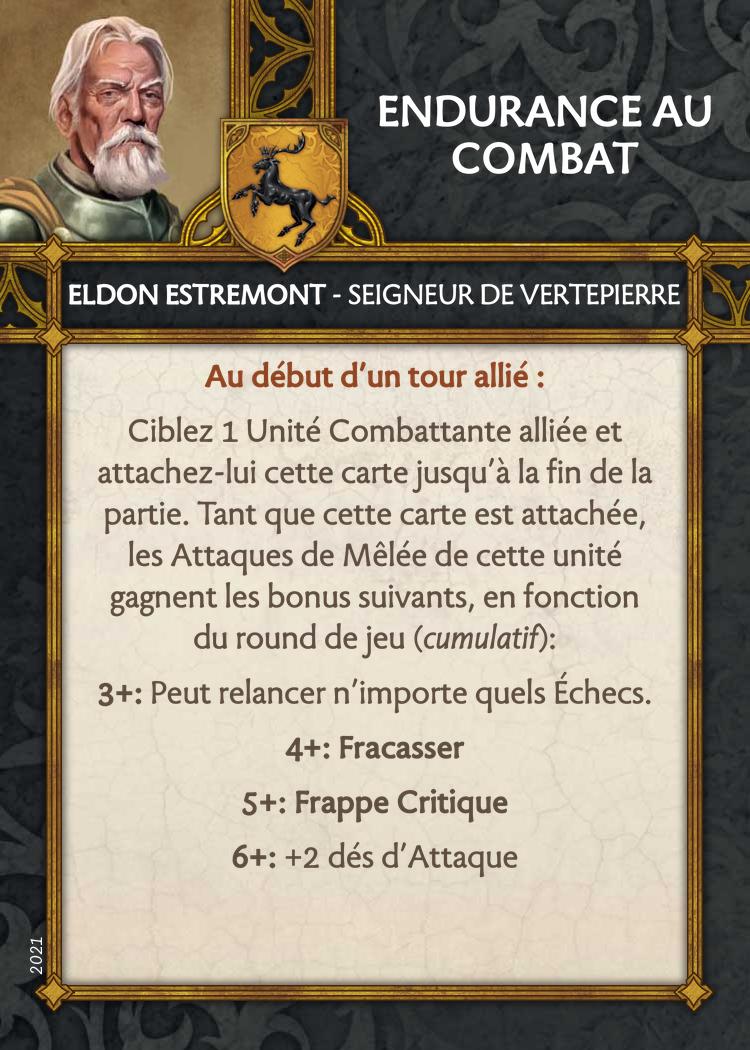 ENDURANCE AU
COMBAT
ELDON ESTREMONT - SEIGNEUR DE VERTEPIERRE
Au début d'un tour allié :
Ciblez 1 Unité Combattante alliée et
attachez-lui cette carte jusqu'à la fin de la
partie. Tant que cette carte est attachée,
les Attaques de Mêlée de cette unité
gagnent les bonus suivants, en fonction
du round de jeu (cumulatif):
3+: Peut relancer n'importe quels Échecs.
4+: Fracasser
5+: Frappe Critique
6+: +2 dés d'Attaque
2021